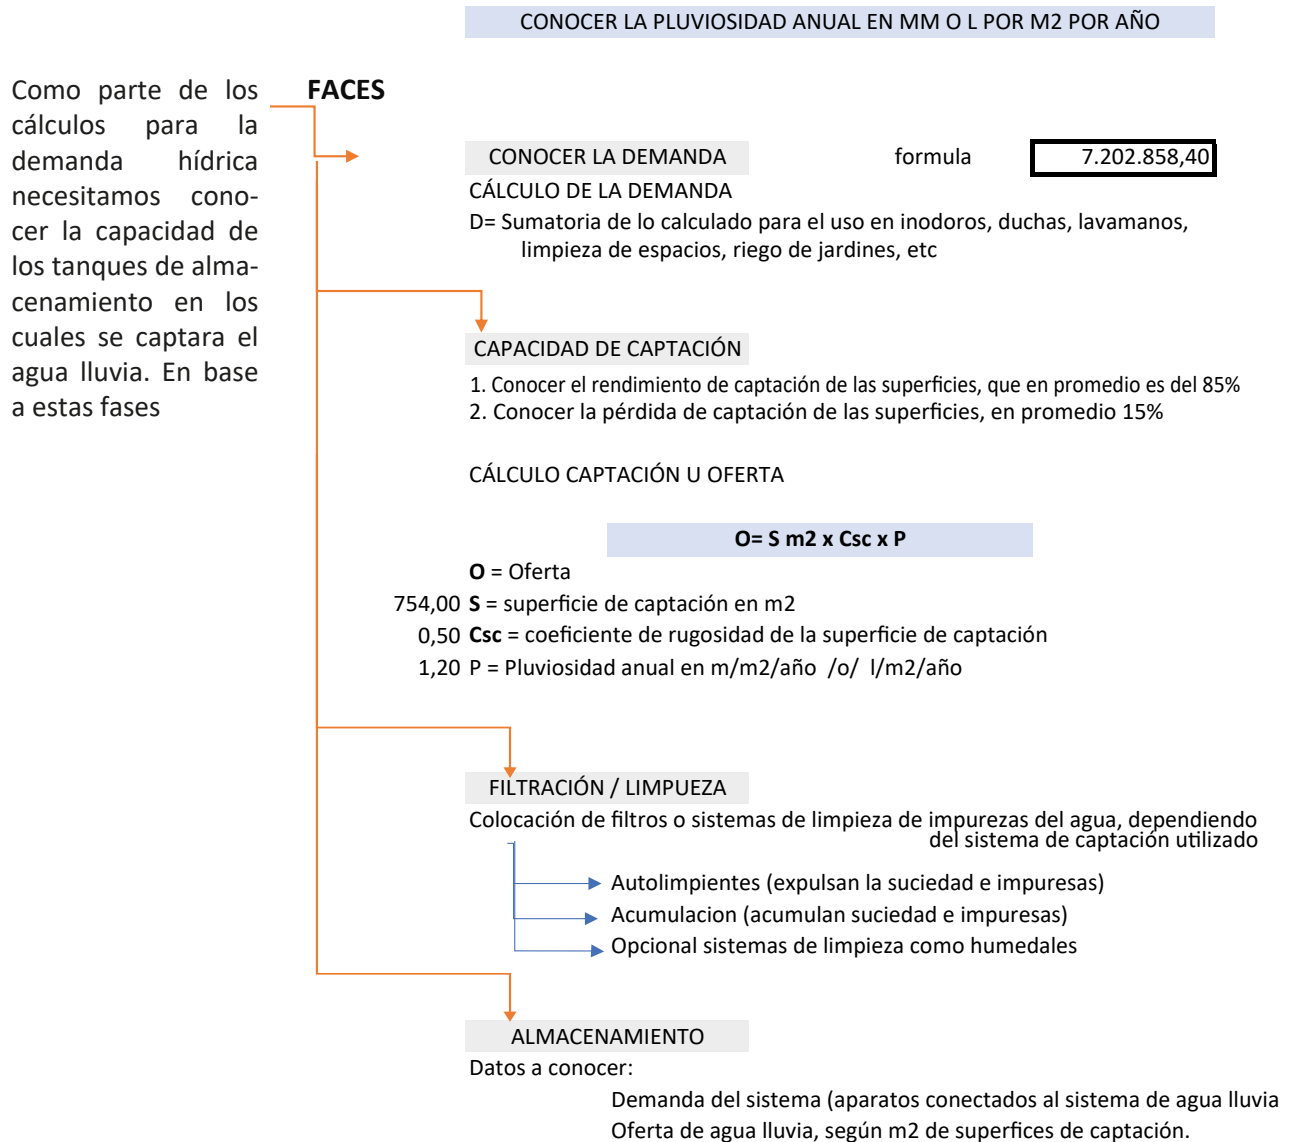 CONOCER LA PLUVIOSIDAD ANUAL EN MM O L POR M2 POR AÑO
Como parte de los
cálculos para la
demanda hídrica
necesitamos cono-
cer la capacidad de
los tanques de alma-
cenamiento en los
cuales se captara el
agua lluvia. En base
a estas fases
FACES
CONOCER LA DEMANDA formula 7.202.858,40
CÁLCULO DE LA DEMANDA
D= Sumatoria de lo calculado para el uso en inodoros, duchas, lavamanos,
limpieza de espacios, riego de jardines, etc
CAPACIDAD DE CAPTACIÓN
1. Conocer el rendimiento de captación de las superficies, que en promedio es del 85%
2. Conocer la pérdida de captación de las superficies, en promedio 15%
CÁLCULO CAPTACIÓN U OFERTA
O= S m2 x Csc x P
O = Oferta
754,00 S = superficie de captación en m2
0,50 Csc = coeficiente de rugosidad de la superficie de captación
1,20 P = Pluviosidad anual en m/m2/año /o/ l/m2/año
FILTRACIÓN / LIMPUEZA
Colocación de filtros o sistemas de limpieza de impurezas del agua, dependiendo
del sistema de captación utilizado
Autolimpientes (expulsan la suciedad e impuresas)
Acumulacion (acumulan suciedad e impuresas)
Opcional sistemas de limpieza como humedales
ALMACENAMIENTO
Datos a conocer:
Demanda del sistema (aparatos conectados al sistema de agua lluvia
Oferta de agua lluvia, según m2 de superfices de captación.